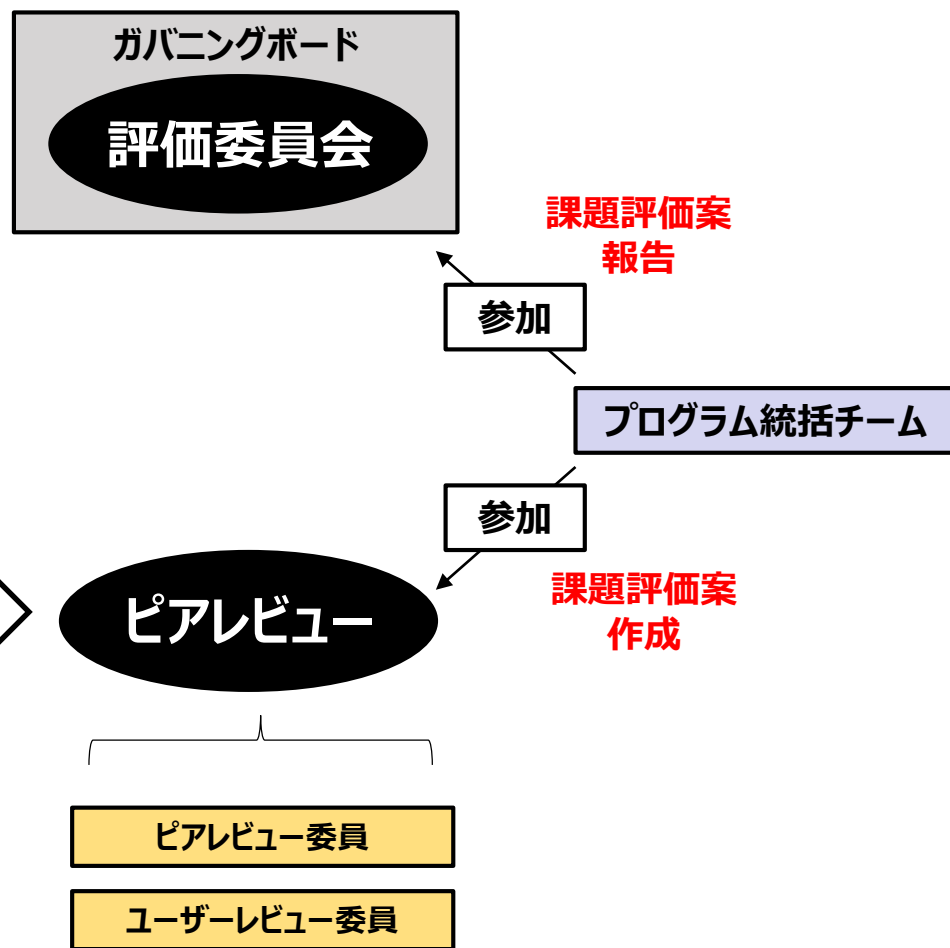 ガバニングボード
評価委員会
課題評価案
報告
参加
プログラム統括チーム
参加
課題評価案
作成
ピアレビュー
ピアレビュー委員
ユーザーレビュー委員